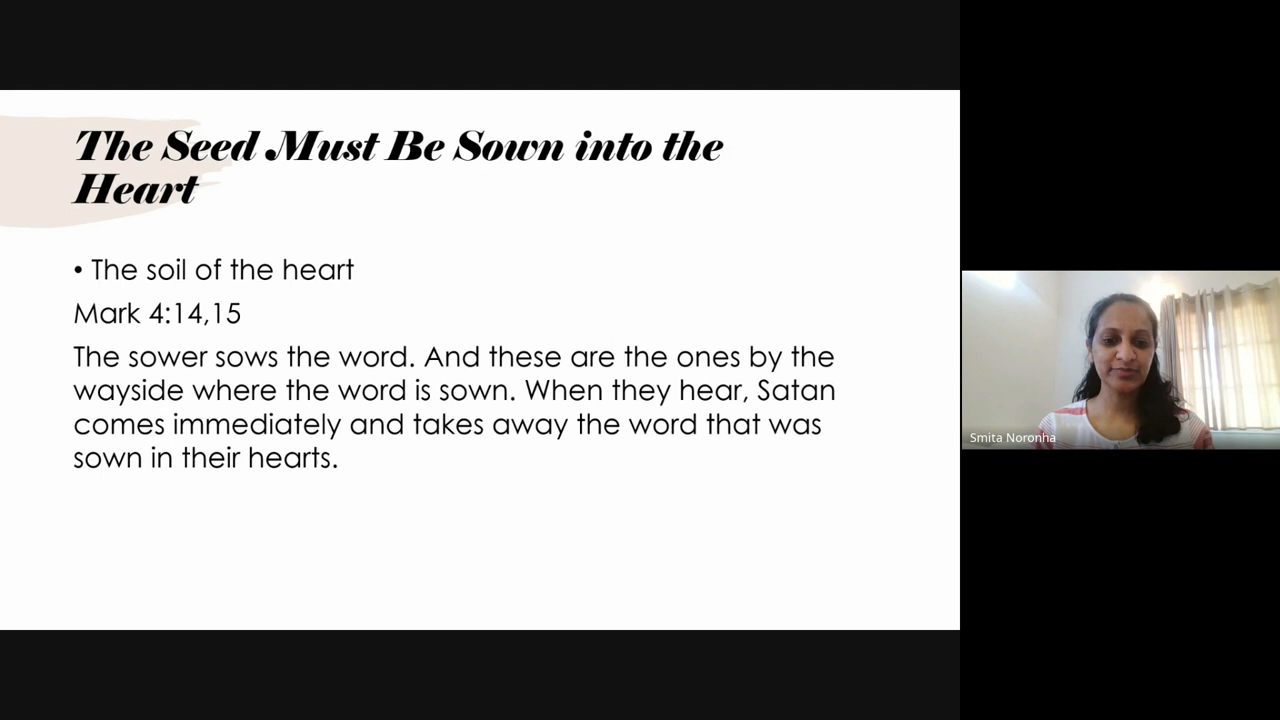 The Seed Must Be Sown into the
Heart
• The soil of the heart
Mark 4:14,15
The sower sows the word. And these are the ones by the
wayside where the word is sown. When they hear, Satan
comes immediately and takes away the word that was
sown in their hearts.
Smita Noronha